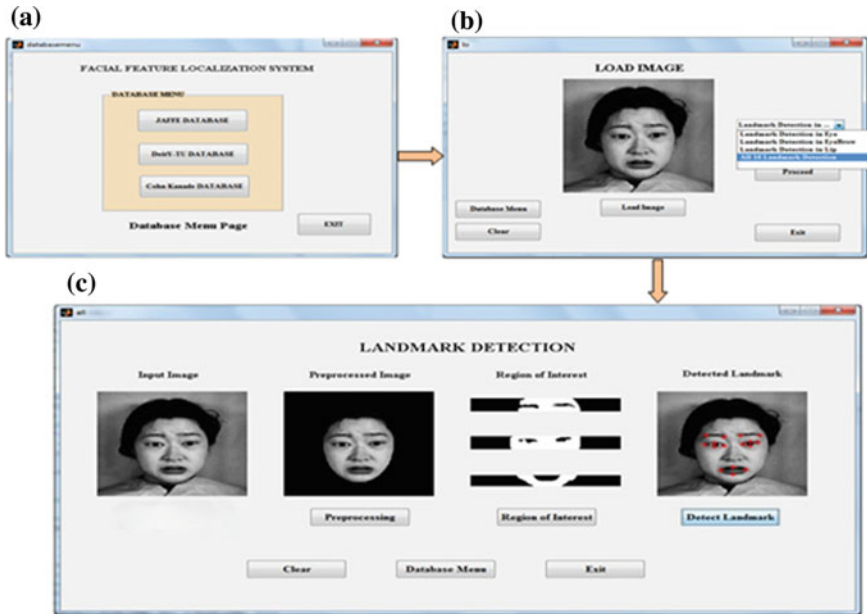 (a)
databasemenu
FACIAL FEATURE LOCALIZATION SYSTEM
DATABASE MENU
JAFFE DATABASE
DeitY-TU DATABASE
Cohn Kanade DATABASE
Database Menu Page
EXIT
(b)
LOAD IMAGE
Landmark Detection in ...
Landmark Detection in Eye
Landmark Detection in EyeBrow
Landmark Detection in Lip
Landmark Detection
Proceed
Database Menu
Load Image
Clear
Exit
(c)
all
LANDMARK DETECTION
Input Image
Preprocessed Image
Region of Interest
Detected Landmark
Preprocessing
Region of Interest
Detect Landmark
Clear
Database Menu
Exit